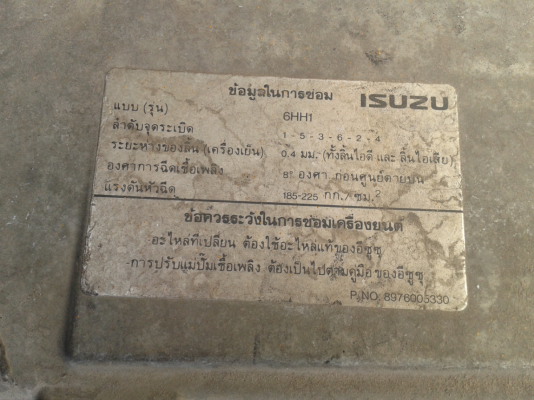 ข้อมูลในการซ่อม ISUZU
แบบ (รุ่น) 6HH1
ลำดับจุดระเบิด 1-5-3-6-2-4
ระยะห่างของลิ้น (เครื่องเย็น) 0.4 มม. (ทั้งลิ้นไอดี และ ลิ้นไอเสีย)
องศาการฉีดเชื้อเพลิง 8° องศา ก่อนศูนย์ตายบน
แรงดันหัวฉีด 185-225 กก./ซม.²
ข้อควรระวังในการซ่อมเครื่องยนต์
อะไหล่ที่เปลี่ยน ต้องใช้อะไหล่แท้ของอีซูซุ
-การปรับแม่ปั๊มเชื้อเพลิง ต้องเป็นไปตามคู่มือของอีซูซุ
P.NO. 8976005330